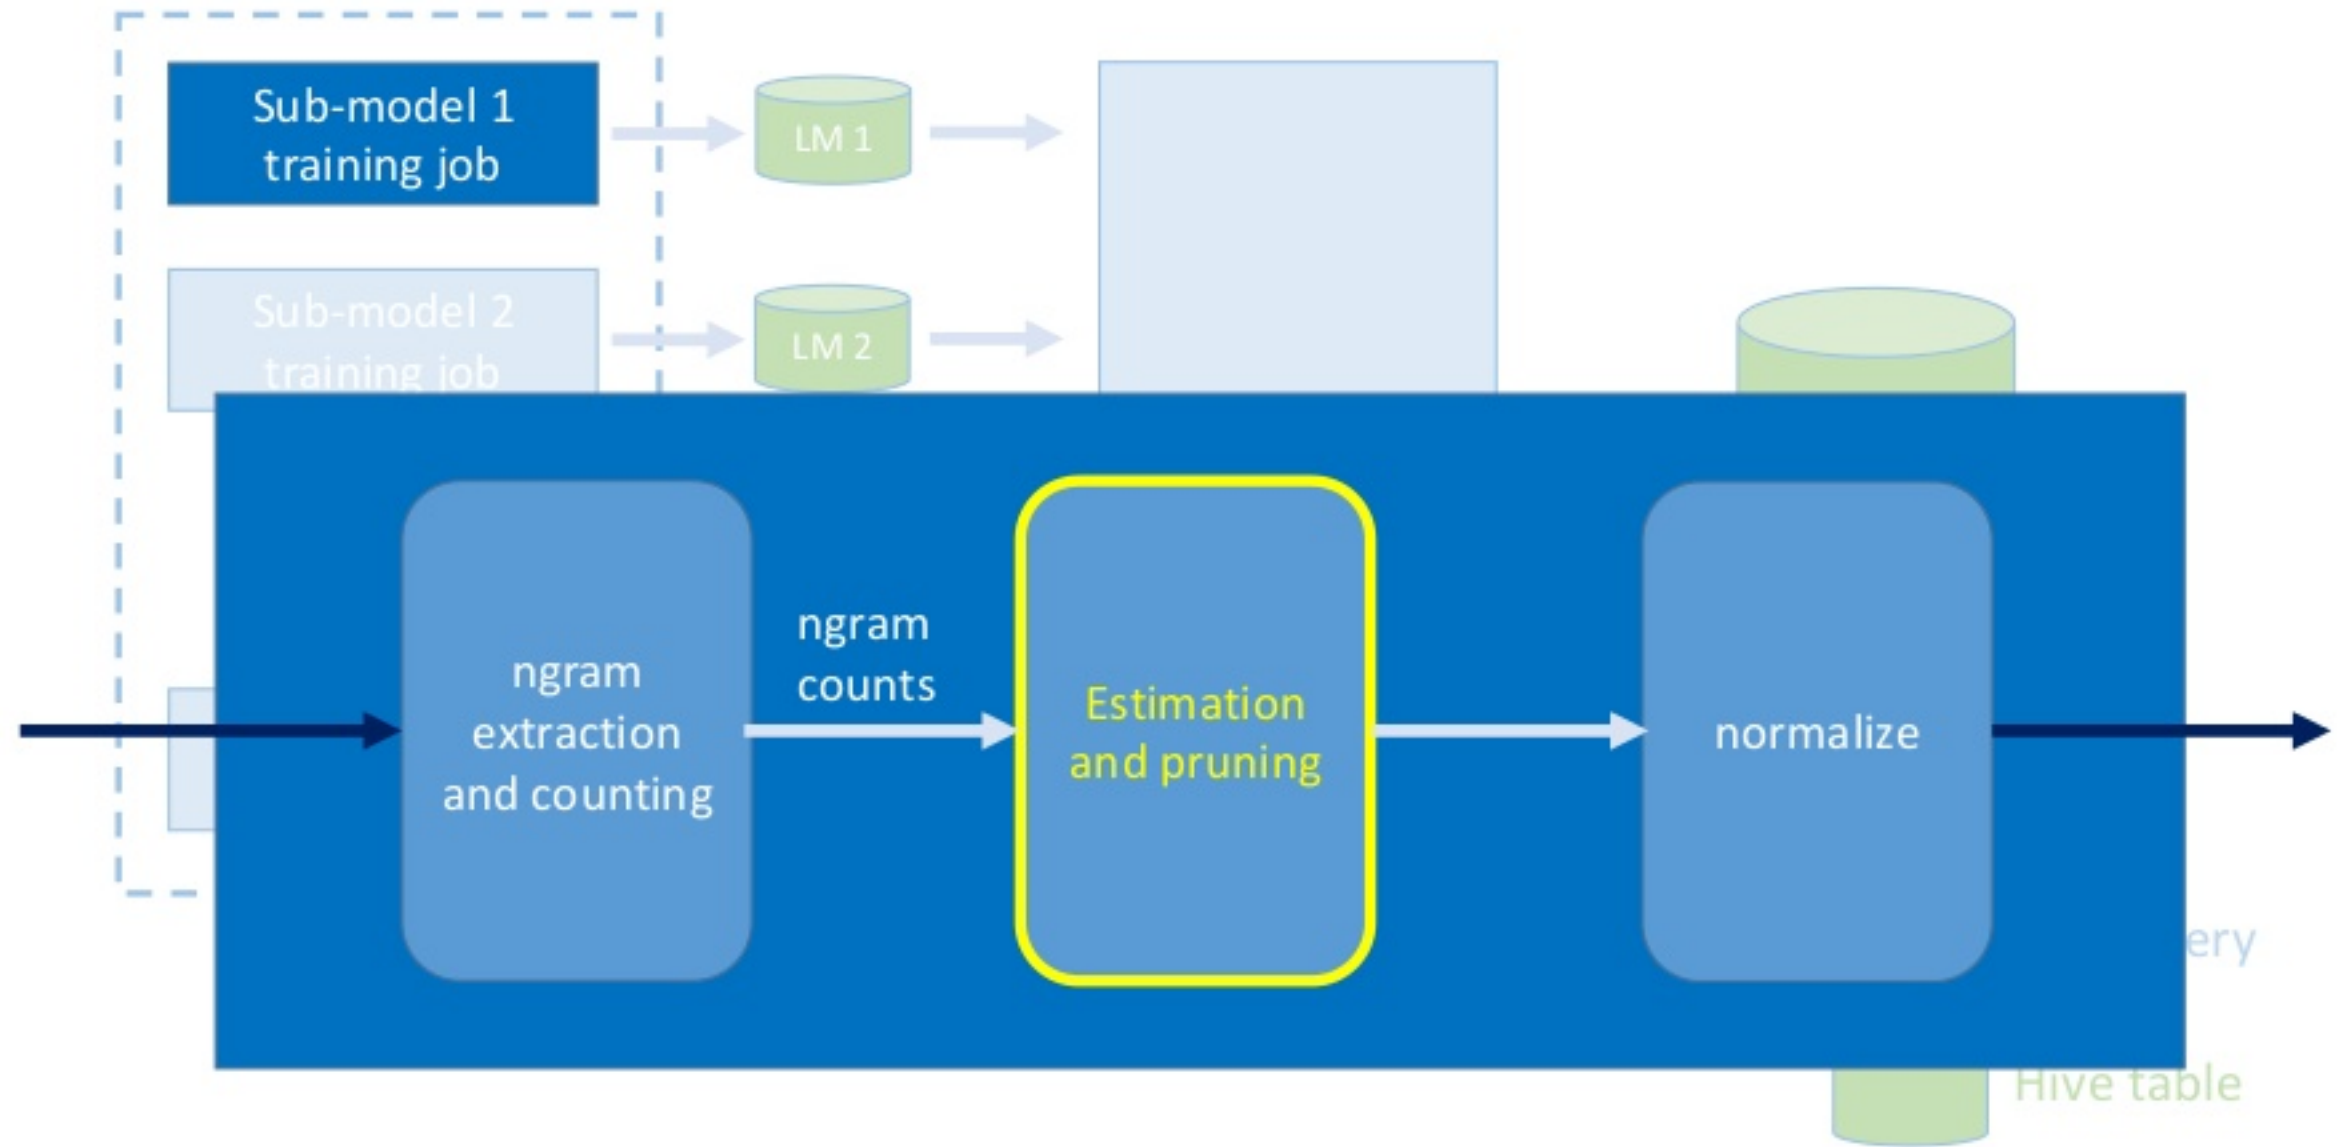 Sub-model 1
training job
LM 1
Sub-model 2
training job
LM 2
ngram
extraction
and counting
ngram
counts
Estimation
and pruning
normalize
ery
Hive table